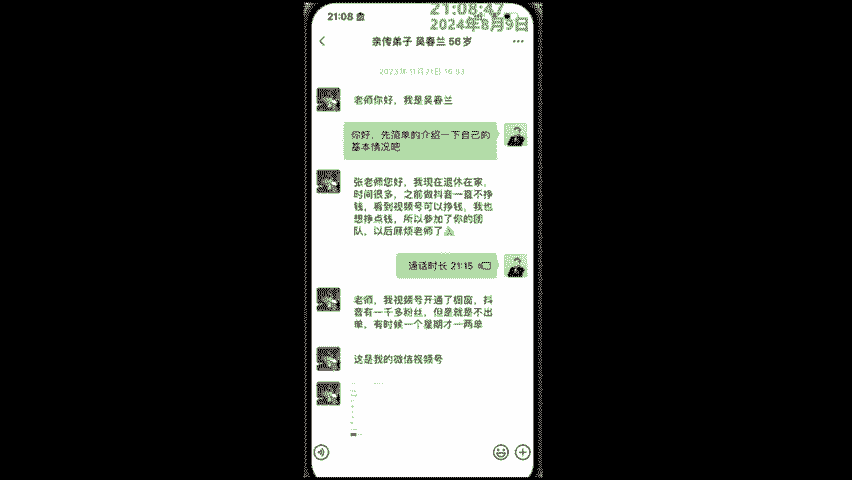 21:08:47
21:08
2024年8月9日
亲传弟子 吴春兰 56岁
2023年11月21日 16:53
老师你好，我是吴春兰
你好，先简单的介绍一下自己的
基本情况吧
张老师您好，我现在退休在家，
时间很多，之前做抖音一直不挣
钱，看到视频号可以挣钱，我也
想挣点钱，所以参加了你的团
队，以后麻烦老师了
通话时长 21:15
老师，我视频号开通了橱窗，抖
音有一千多粉丝，但是就是不出
单，有时候一个星期才一两单
这是我的微信视频号